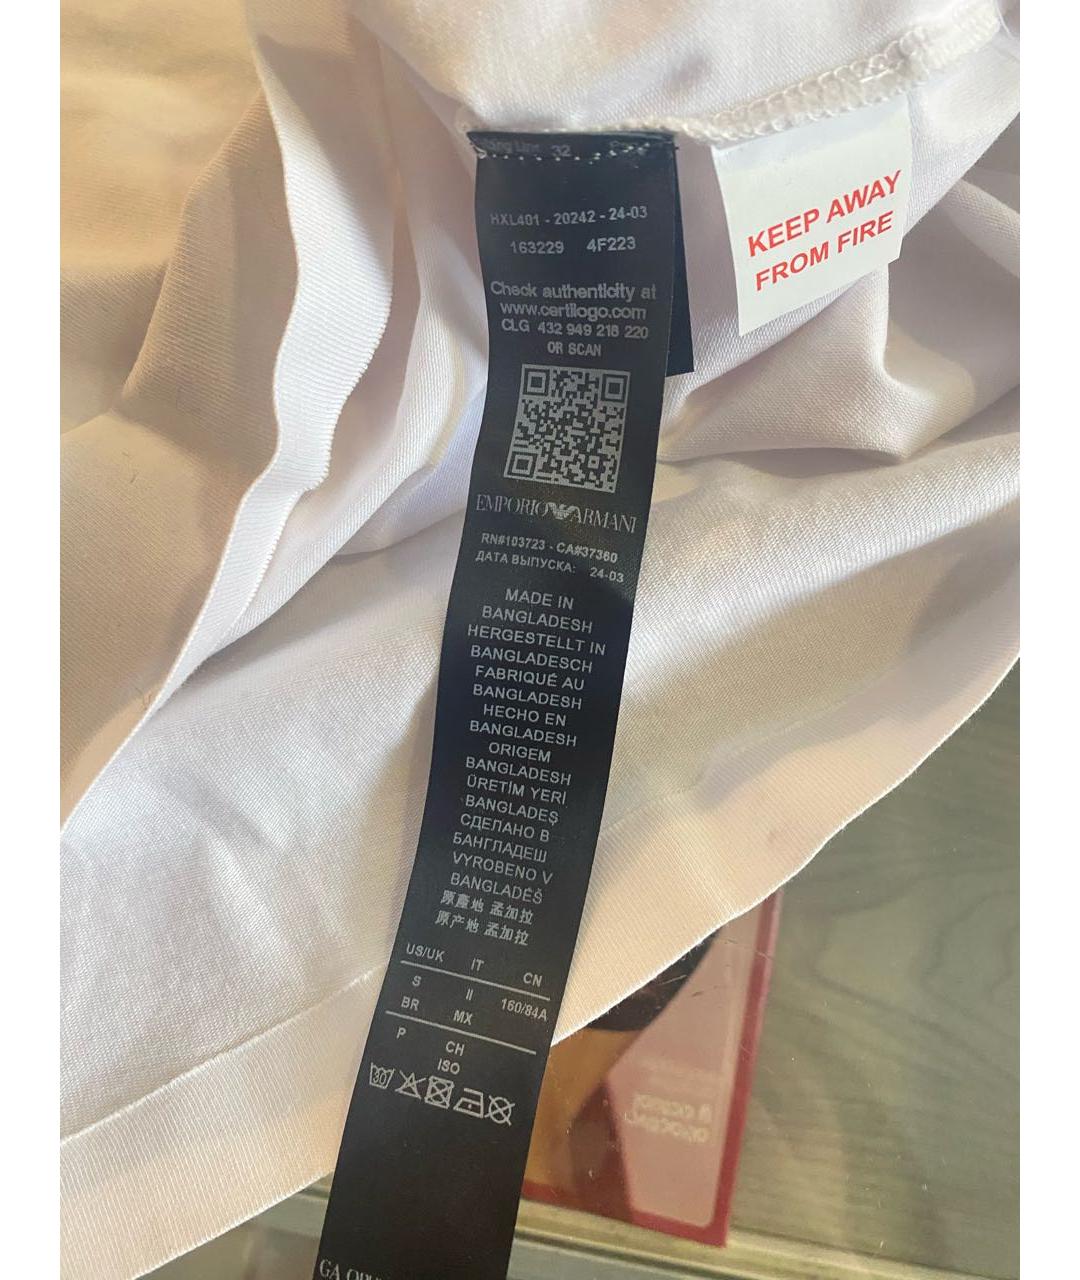 32
HXL401 - 20242 - 24-03
163229 4F223
Check authenticity at
www.certilogo.com
CLG 432 949 218 220
OR SCAN
EMPORIO ARMANI
RN#103723 - CA#37360
ДАТА ВЫПУСКА: 24-03
MADE IN
BANGLADESH
HERGESTELLT IN
BANGLADESCH
FABRIQUÉ AU
BANGLADESH
HECHO EN
BANGLADESH
ORIGEM
BANGLADESH
ÜRETİM YERİ
BANGLADEŞ
СДЕЛАНО В
БАНГЛАДЕШ
VYROBENO V
BANGLADÉŠ
原產地 孟加拉
原产地 孟加拉
US/UK IT CN
S II 160/84A
BR MX
P CH
ISO
30
KEEP AWAY
FROM FIRE